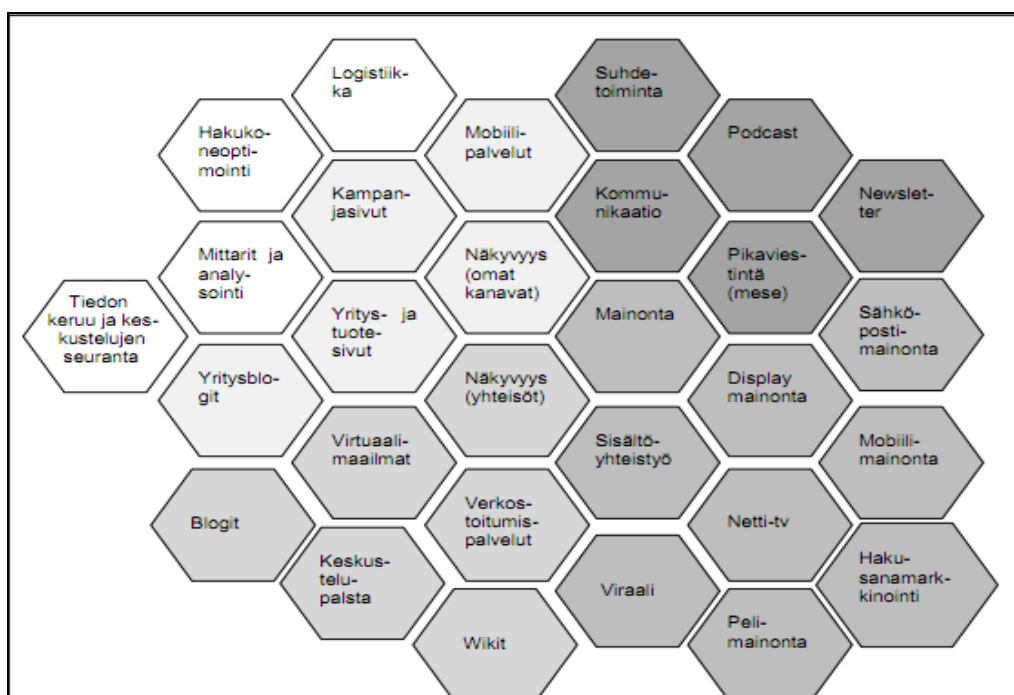 Logistiik-
ka
Suhde-
toiminta
Hakuko-
neopti-
mointi
Mobiili-
palvelut
Podcast
Kampan-
jasivut
Kommu-
nikaatio
Newslet-
ter
Mittarit ja
analy-
sointi
Näkyvyys
(omat
kanavat)
Pikavies-
tintä
(mese)
Tiedon
keruu ja kes-
kustelujen
seuranta
Yritys- ja
tuote-
sivut
Mainonta
Sähkö-
posti-
mainonta
Yritysblo-
git
Näkyvyys
(yhteisöt)
Display
mainonta
Virtuaali-
maailmat
Sisältö-
yhteistyö
Mobiili-
mainonta
Blogit
Verkos-
toitumis-
palvelut
Netti-tv
Keskus-
telu-
palsta
Viraali
Haku-
sanamark-
kinointi
Wikit
Peli-
mainonta